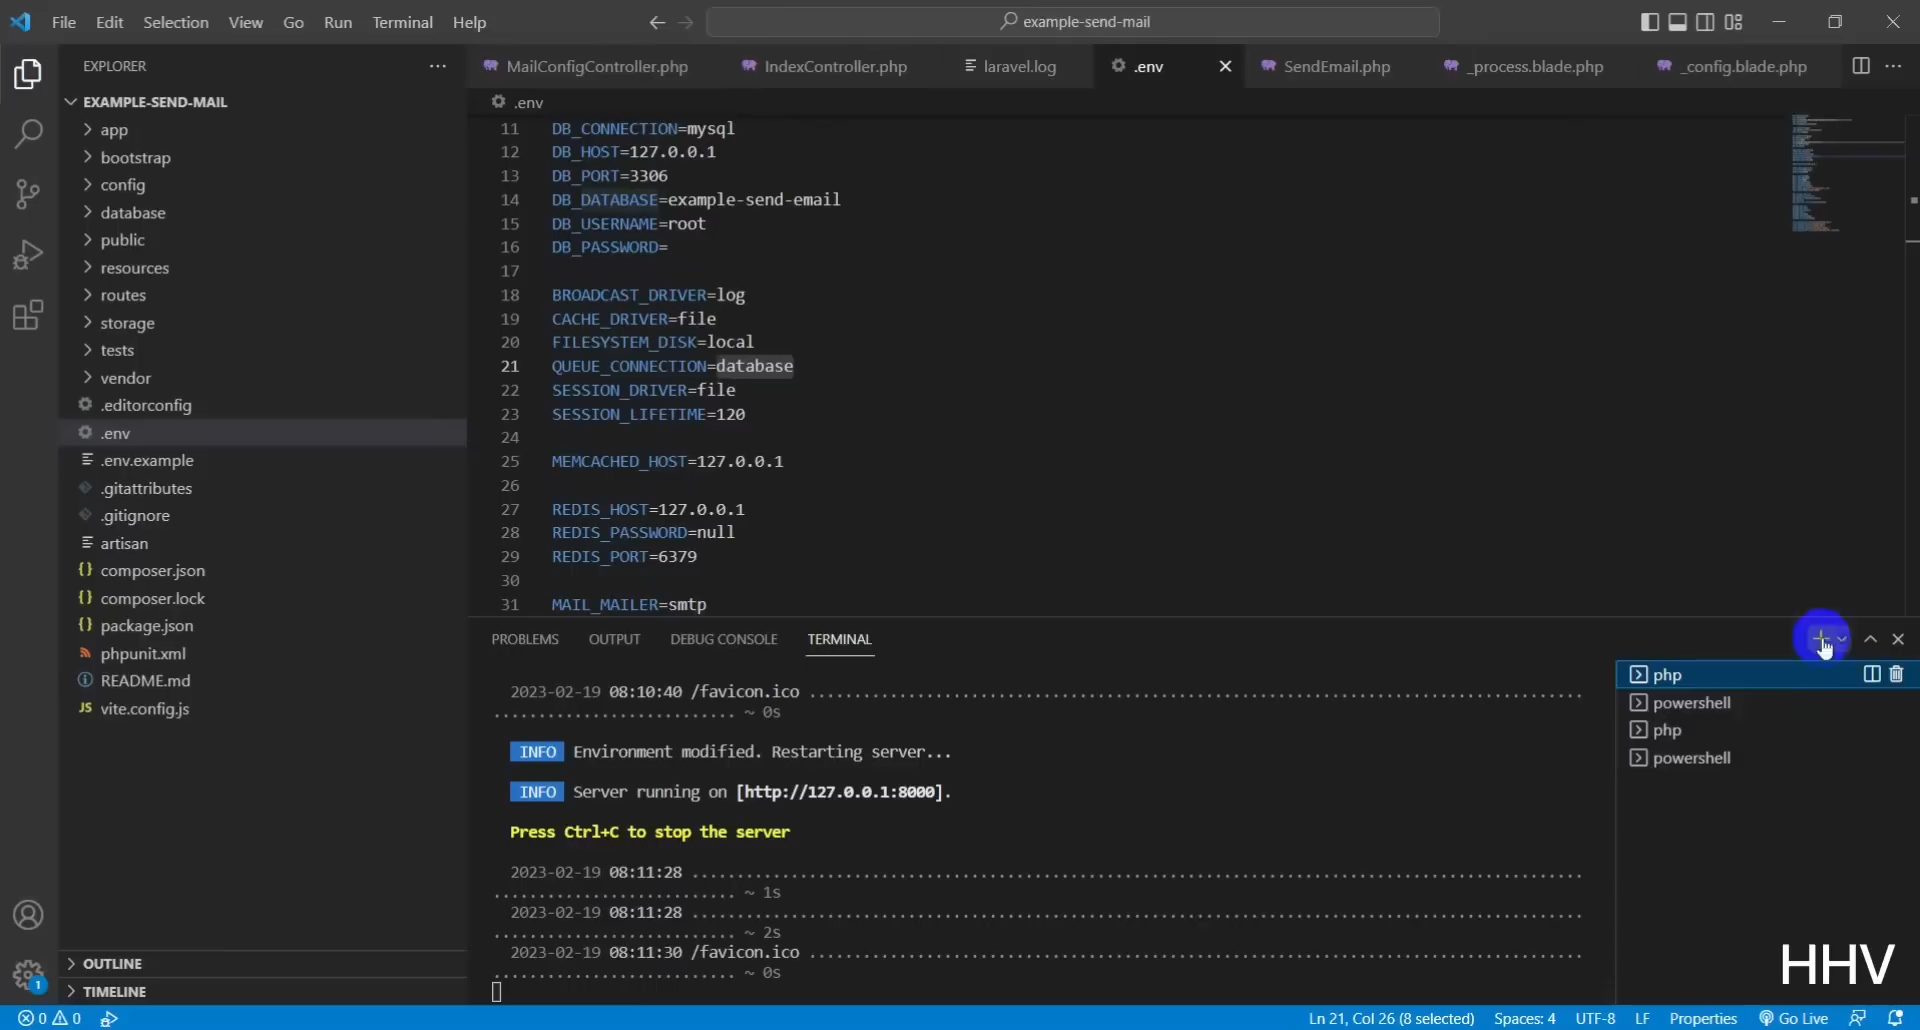 File Edit Selection View Go Run Terminal Help
example-send-mail
EXPLORER
MailConfigController.php IndexController.php laravel.log .env SendEmail.php _process.blade.php _config.blade.php
EXAMPLE-SEND-MAIL
app
bootstrap
config
database
public
resources
routes
storage
tests
vendor
.editorconfig
.env
.env.example
.gitattributes
.gitignore
artisan
composer.json
composer.lock
package.json
phpunit.xml
README.md
JS vite.config.js
OUTLINE
TIMELINE
.env
11 DB_CONNECTION=mysql
12 DB_HOST=127.0.0.1
13 DB_PORT=3306
14 DB_DATABASE=example-send-email
15 DB_USERNAME=root
16 DB_PASSWORD=
17
18 BROADCAST_DRIVER=log
19 CACHE_DRIVER=file
20 FILESYSTEM_DISK=local
21 QUEUE_CONNECTION=database
22 SESSION_DRIVER=file
23 SESSION_LIFETIME=120
24
25 MEMCACHED_HOST=127.0.0.1
26
27 REDIS_HOST=127.0.0.1
28 REDIS_PASSWORD=null
29 REDIS_PORT=6379
30
31 MAIL_MAILER=smtp
PROBLEMS OUTPUT DEBUG CONSOLE TERMINAL
2023-02-19 08:10:40 /favicon.ico ......................................................................................
........................... ~ 0s
INFO Environment modified. Restarting server...
INFO Server running on [http://127.0.0.1:8000].
Press Ctrl+C to stop the server
2023-02-19 08:11:28 ...................................................................................................
........................... ~ 1s
2023-02-19 08:11:28 ...................................................................................................
........................... ~ 2s
2023-02-19 08:11:30 /favicon.ico ......................................................................................
........................... ~ 0s
php
powershell
php
powershell
HHV
1
0 0
Ln 21, Col 26 (8 selected) Spaces: 4 UTF-8 LF Properties Go Live